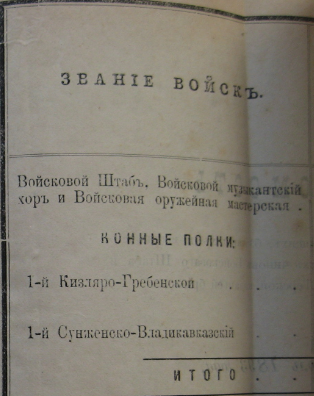 ЗВАНІЕ ВОЙСКЪ.
Войсковой Штабъ, Войсковой музыкантскій
хоръ и Войсковая оружейная мастерская .
КОННЫЕ ПОЛКИ:
1-й Кизляро-Гребенской . . . .
1-й Сунженско-Владикавказскій . . .
ИТОГО . .